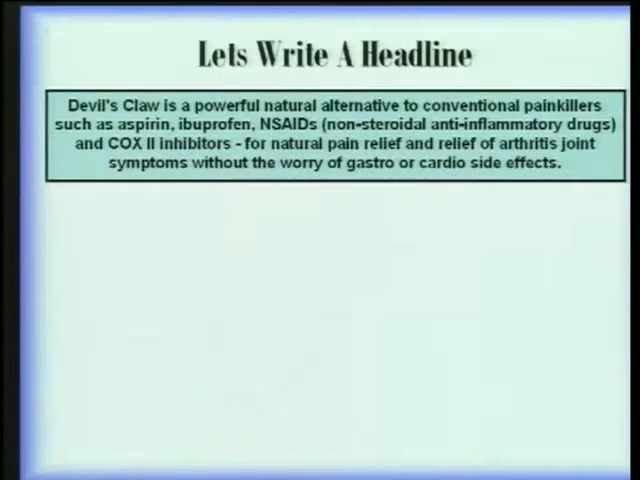 Lets Write A Headline
Devil's Claw is a powerful natural alternative to conventional painkillers
such as aspirin, ibuprofen, NSAIDs (non-steroidal anti-inflammatory drugs)
and COX II inhibitors - for natural pain relief and relief of arthritis joint
symptoms without the worry of gastro or cardio side effects.